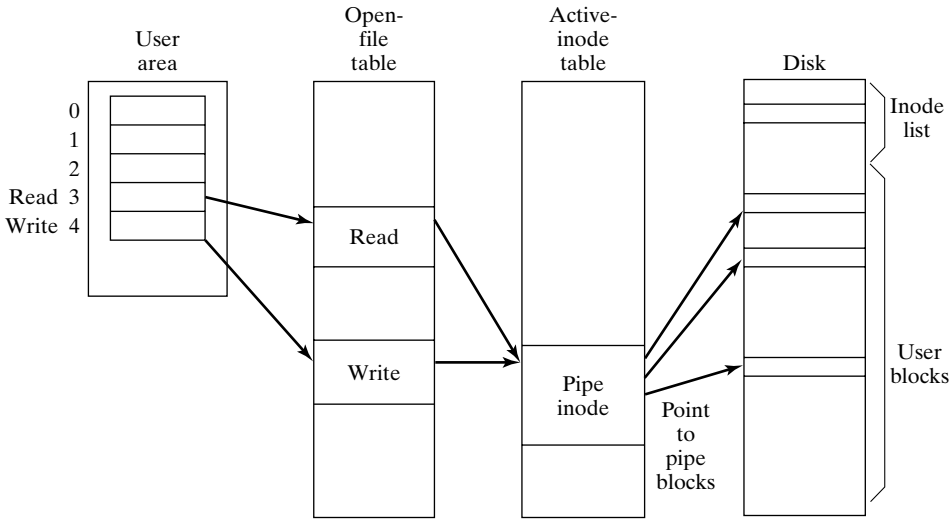 User
area
Open-
file
table
Active-
inode
table
Disk
0
1
2
Read 3
Write 4
Read
Write
Pipe
inode
Point
to
pipe
blocks
Inode
list
User
blocks